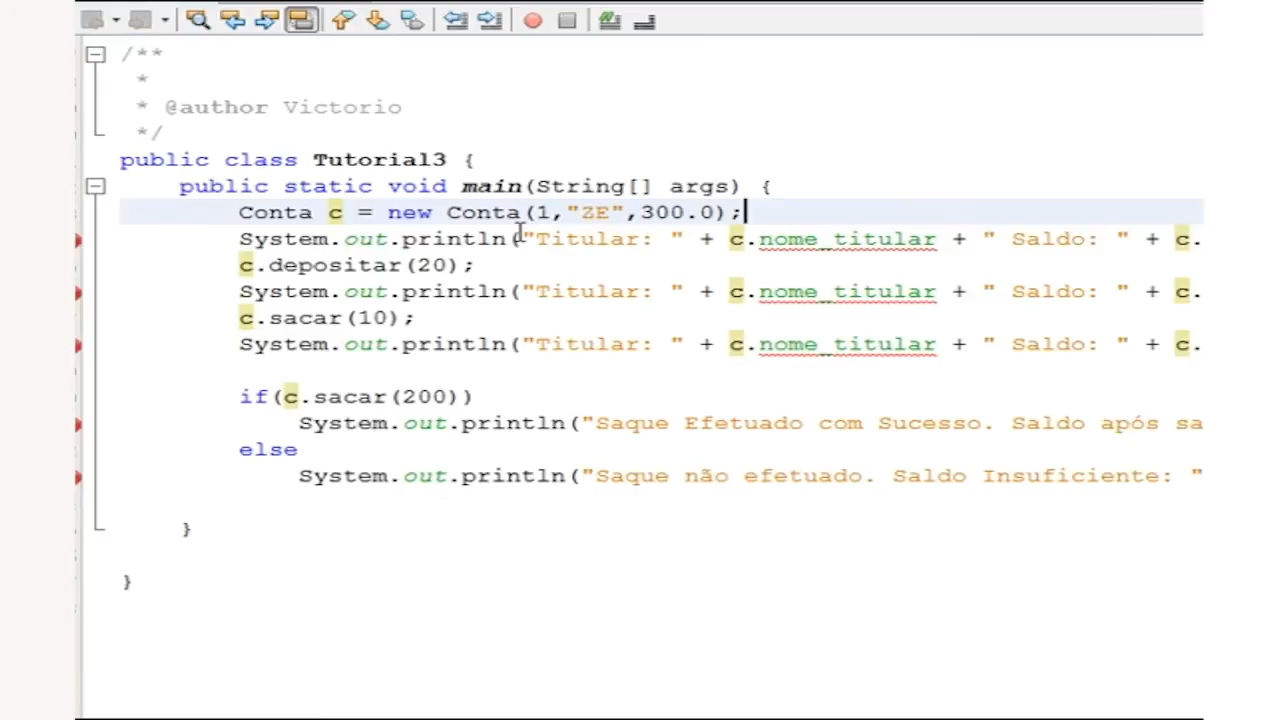 /**
*
* @author Victorio
*/
public class Tutorial3 {
public static void main(String[] args) {
Conta c = new Conta(1,"ZE",300.0);
System.out.println("Titular: " + c.nome_titular + " Saldo: " + c.
c.depositar(20);
System.out.println("Titular: " + c.nome_titular + " Saldo: " + c.
c.sacar(10);
System.out.println("Titular: " + c.nome_titular + " Saldo: " + c.
if(c.sacar(200))
System.out.println("Saque Efetuado com Sucesso. Saldo após sa
else
System.out.println("Saque não efetuado. Saldo Insuficiente: "
}
}